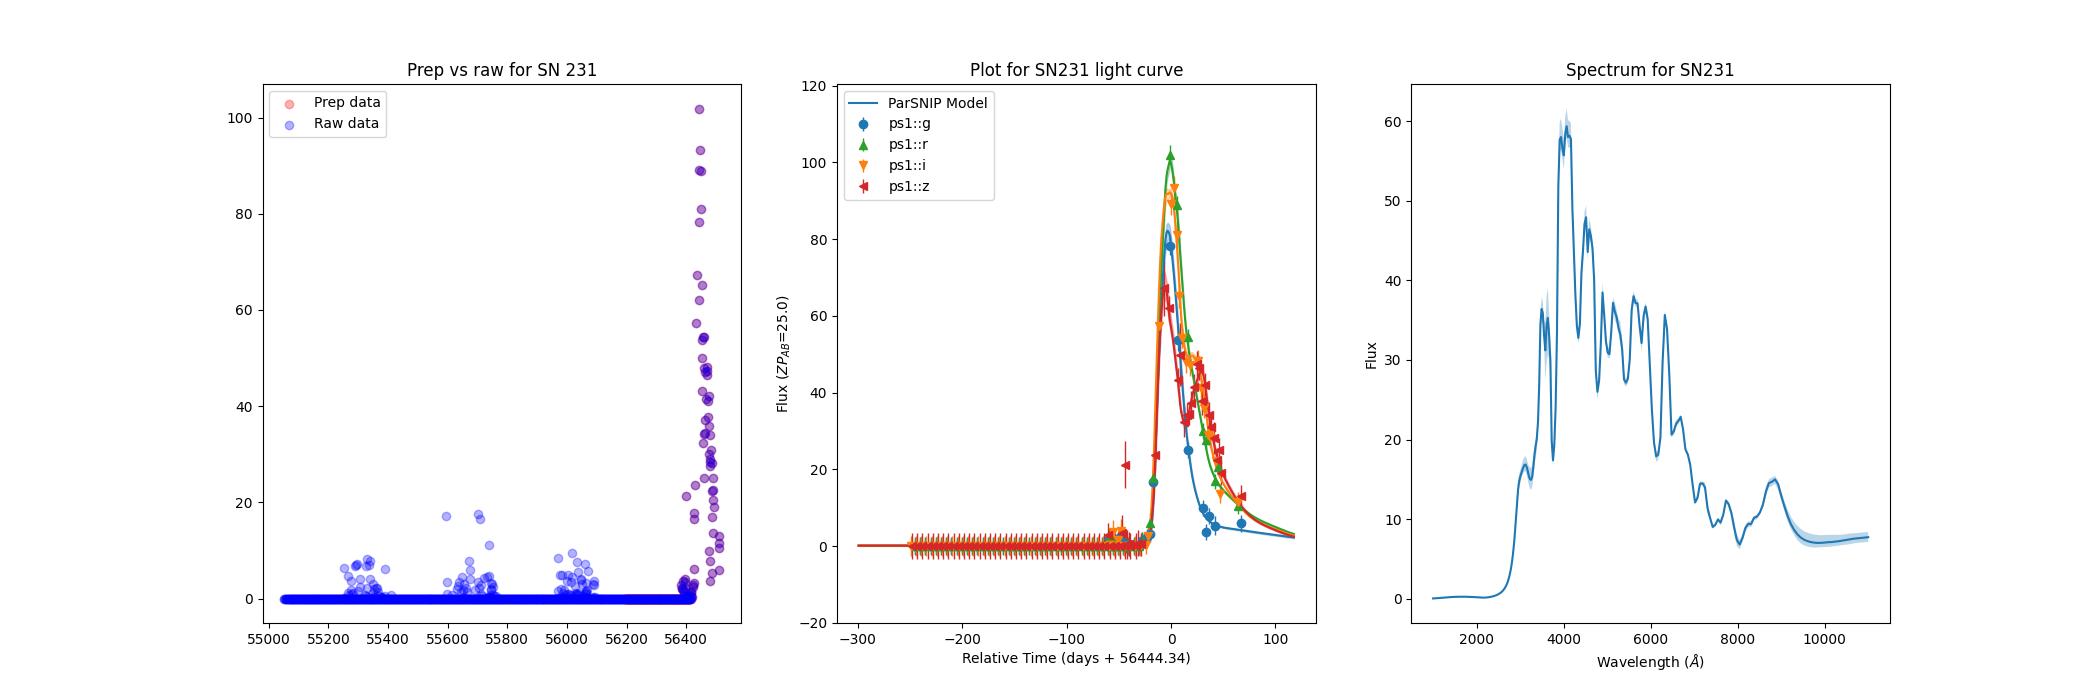 Prep vs raw for SN 231
Prep data
Raw data
100
80
60
40
20
0
55000 55200 55400 55600 55800 56000 56200 56400
Plot for SN231 light curve
ParSNIP Model
ps1::g
ps1::r
ps1::i
ps1::z
Flux (ZP_AB=25.0)
120
100
80
60
40
20
0
−20
−300 −200 −100 0 100
Relative Time (days + 56444.34)
Spectrum for SN231
Flux
60
50
40
30
20
10
0
2000 4000 6000 8000 10000
Wavelength (Å)